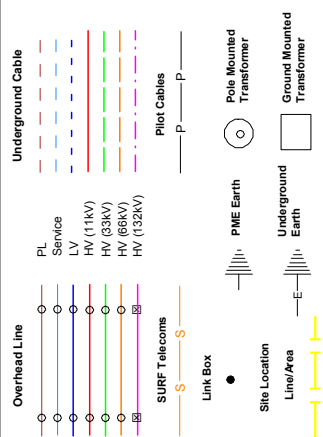 Overhead Line
Underground Cable
PL
Service
LV
HV (11kV)
HV (33kV)
HV (66kV)
HV (132kV)
SURF Telecoms
S
S
Pilot Cables
P
P
Link Box
PME Earth
Pole Mounted
Transformer
Site Location
Line/Area
Underground
Earth
E
Ground Mounted
Transformer